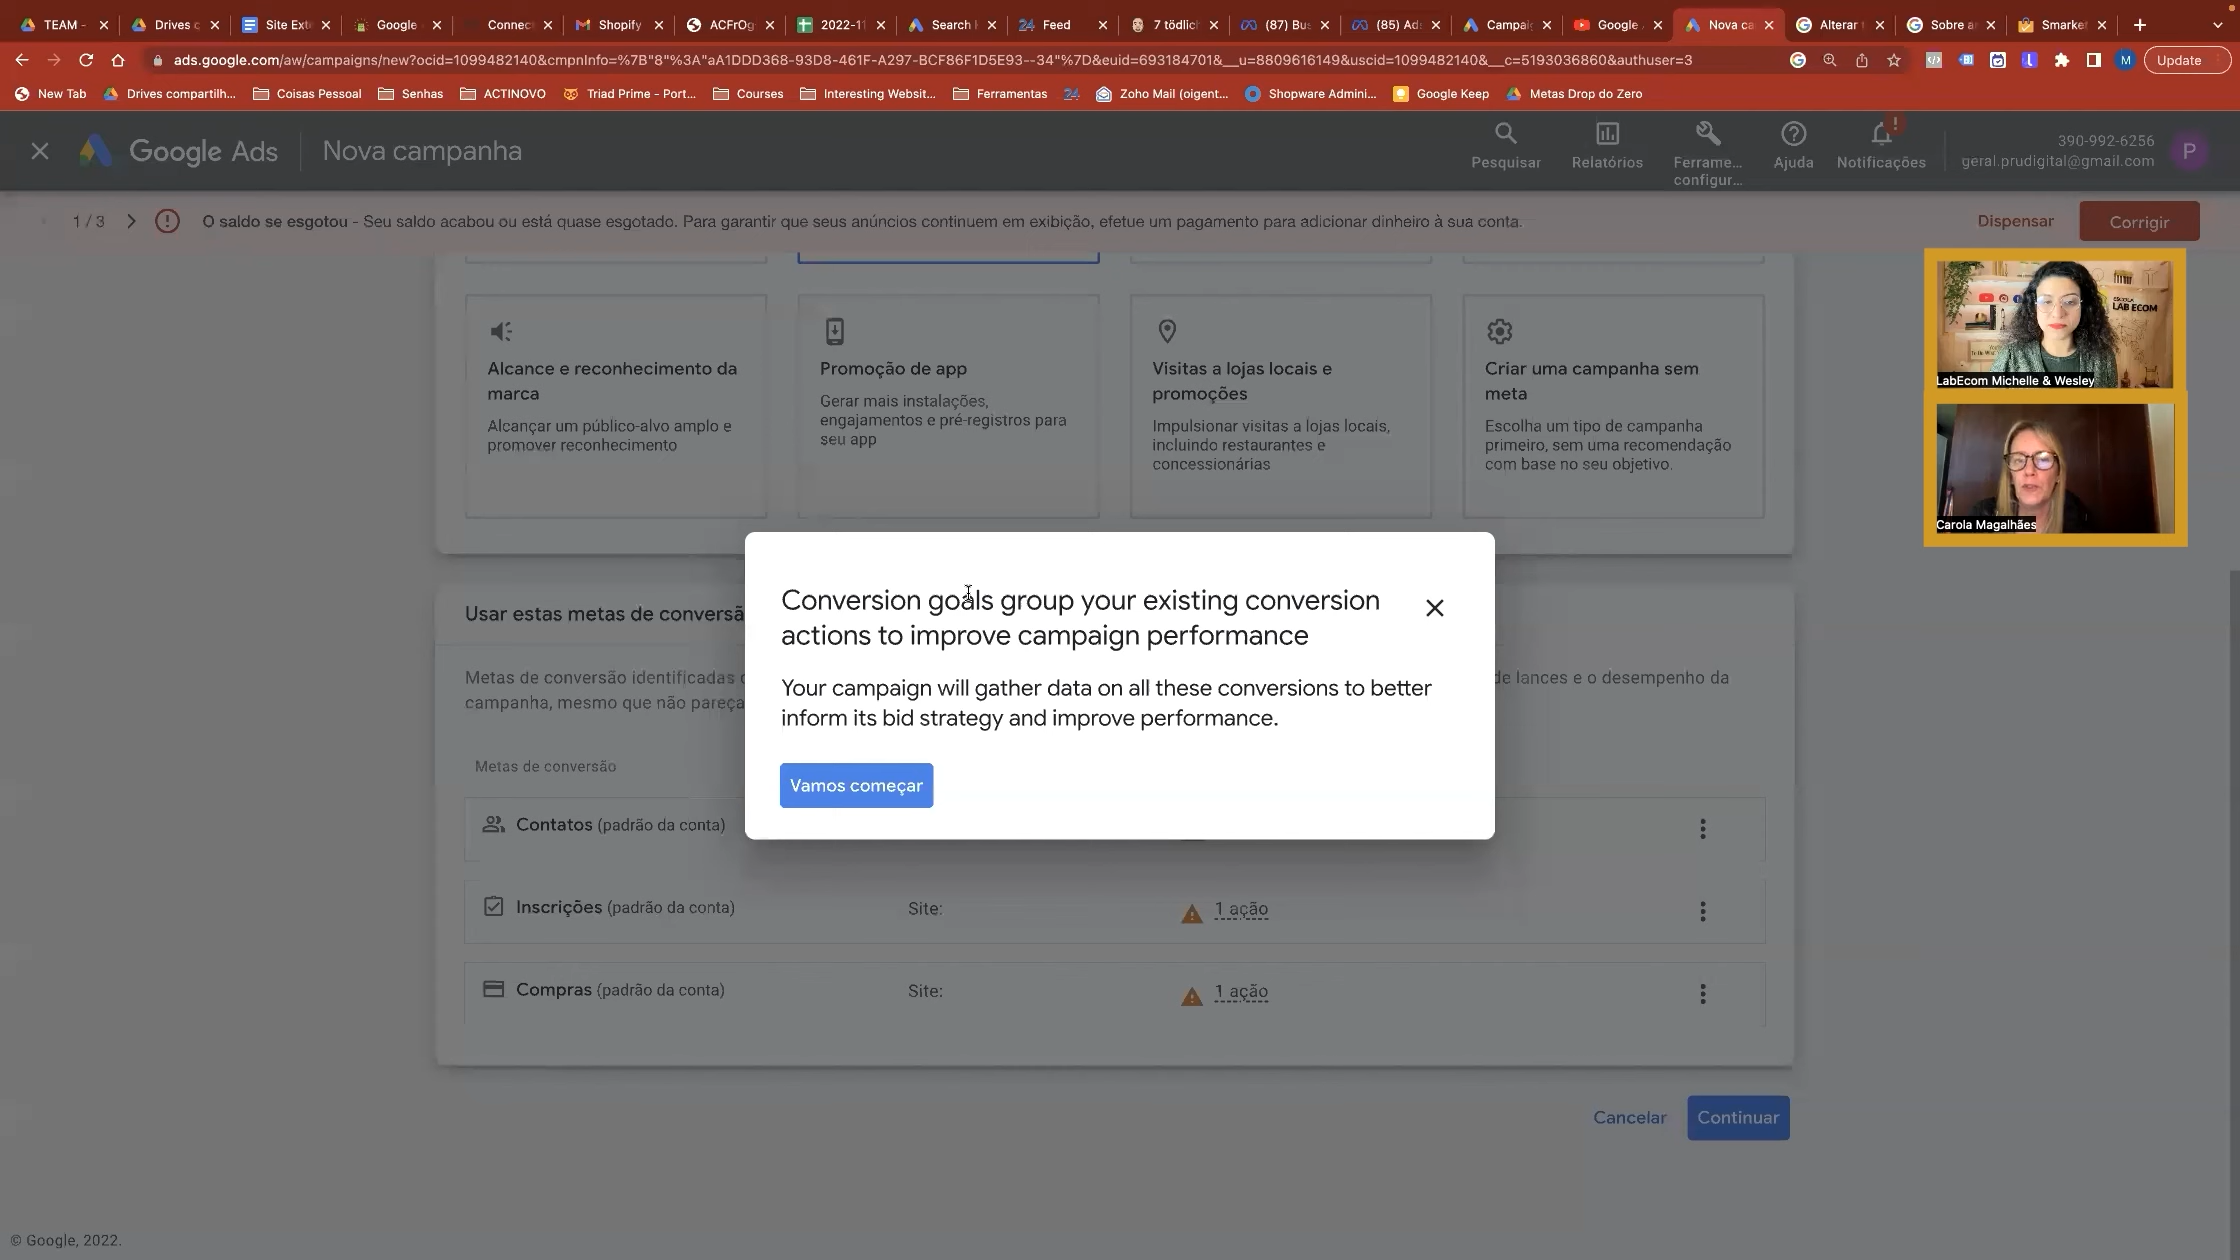 TEAM -
Drives c
Site Ext
Google
Connec
Shopify
ACFrOg
2022-11
Search
24 Feed
7 tödlic
(87) Bus
(85) Ads
Campai
Google
Nova ca
Alterar
Sobre a
Smarke
ads.google.com/aw/campaigns/new?ocid=1099482140&cmpnInfo=%7B"8"%3A"aA1DDD368-93D8-461F-A297-BCF86F1D5E93--34"%7D&euid=693184701&__u=8809616149&uscid=1099482140&__c=5193036860&authuser=3
M
Update
New Tab
Drives compartilh...
Coisas Pessoal
Senhas
ACTINOVO
Triad Prime - Port...
Courses
Interesting Websit...
Ferramentas
24
Zoho Mail (oigent...
Shopware Admini...
Google Keep
Metas Drop do Zero
Google Ads
Nova campanha
Pesquisar
Relatórios
Ferrame...
configur...
Ajuda
Notificações
390-992-6256
geral.prudigital@gmail.com
P
1 / 3
O saldo se esgotou - Seu saldo acabou ou está quase esgotado. Para garantir que seus anúncios continuem em exibição, efetue um pagamento para adicionar dinheiro à sua conta.
Dispensar
Corrigir
Alcance e reconhecimento da
marca
Alcançar um público-alvo amplo e
promover reconhecimento
Promoção de app
Gerar mais instalações,
engajamentos e pré-registros para
seu app
Visitas a lojas locais e
promoções
Impulsionar visitas a lojas locais,
incluindo restaurantes e
concessionárias
Criar uma campanha sem
meta
Escolha um tipo de campanha
primeiro, sem uma recomendação
com base no seu objetivo.
ESCOLA
LAB ECOM
LabEcom Michelle & Wesley
Carola Magalhães
Usar estas metas de conversã
Metas de conversão identificadas
de lances e o desempenho da
campanha, mesmo que não pareça
Conversion goals group your existing conversion
actions to improve campaign performance
Your campaign will gather data on all these conversions to better
inform its bid strategy and improve performance.
Vamos começar
Metas de conversão
Contatos (padrão da conta)
Inscrições (padrão da conta)
Site:
1 ação
Compras (padrão da conta)
Site:
1 ação
Cancelar
Continuar
© Google, 2022.